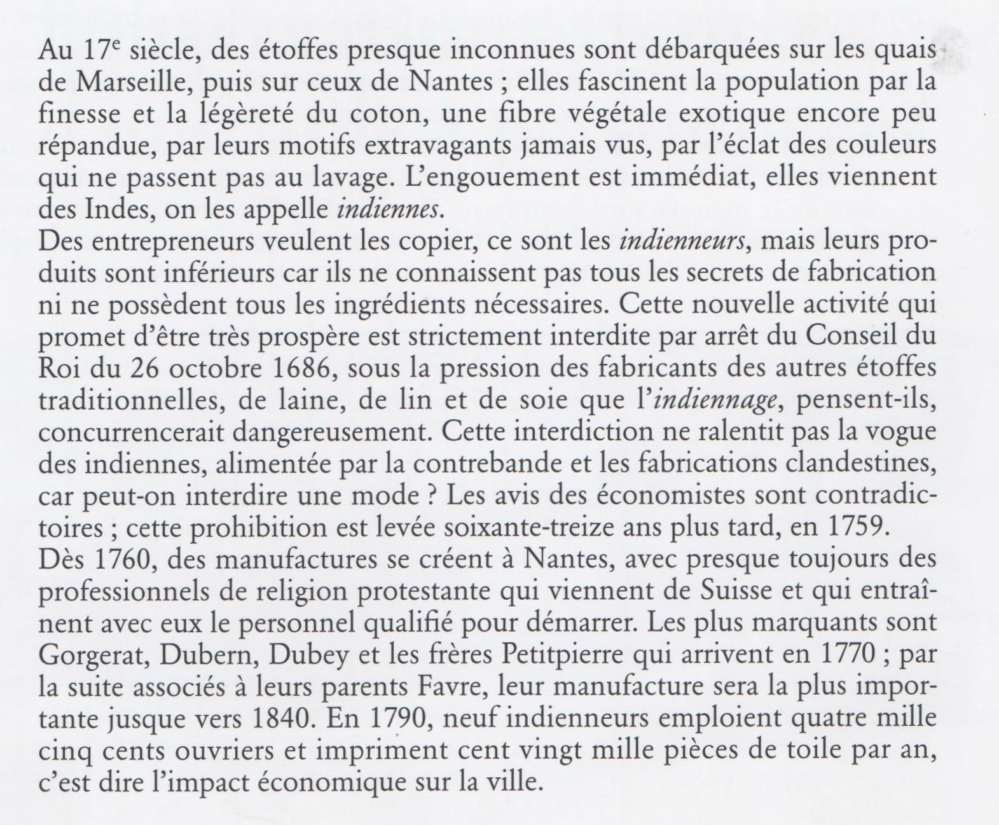 Au 17e siècle, des étoffes presque inconnues sont débarquées sur les quais
de Marseille, puis sur ceux de Nantes ; elles fascinent la population par la
finesse et la légèreté du coton, une fibre végétale exotique encore peu
répandue, par leurs motifs extravagants jamais vus, par l’éclat des couleurs
qui ne passent pas au lavage. L’engouement est immédiat, elles viennent
des Indes, on les appelle indiennes.
Des entrepreneurs veulent les copier, ce sont les indienneurs, mais leurs pro-
duits sont inférieurs car ils ne connaissent pas tous les secrets de fabrication
ni ne possèdent tous les ingrédients nécessaires. Cette nouvelle activité qui
promet d’être très prospère est strictement interdite par arrêt du Conseil du
Roi du 26 octobre 1686, sous la pression des fabricants des autres étoffes
traditionnelles, de laine, de lin et de soie que l’indiennage, pensent-ils,
concurrencerait dangereusement. Cette interdiction ne ralentit pas la vogue
des indiennes, alimentée par la contrebande et les fabrications clandestines,
car peut-on interdire une mode ? Les avis des économistes sont contradic-
toires ; cette prohibition est levée soixante-treize ans plus tard, en 1759.
Dès 1760, des manufactures se créent à Nantes, avec presque toujours des
professionnels de religion protestante qui viennent de Suisse et qui entraî-
nent avec eux le personnel qualifié pour démarrer. Les plus marquants sont
Gorgerat, Dubern, Dubey et les frères Petitpierre qui arrivent en 1770 ; par
la suite associés à leurs parents Favre, leur manufacture sera la plus impor-
tante jusque vers 1840. En 1790, neuf indienneurs emploient quatre mille
cinq cents ouvriers et impriment cent vingt mille pièces de toile par an,
c’est dire l’impact économique sur la ville.